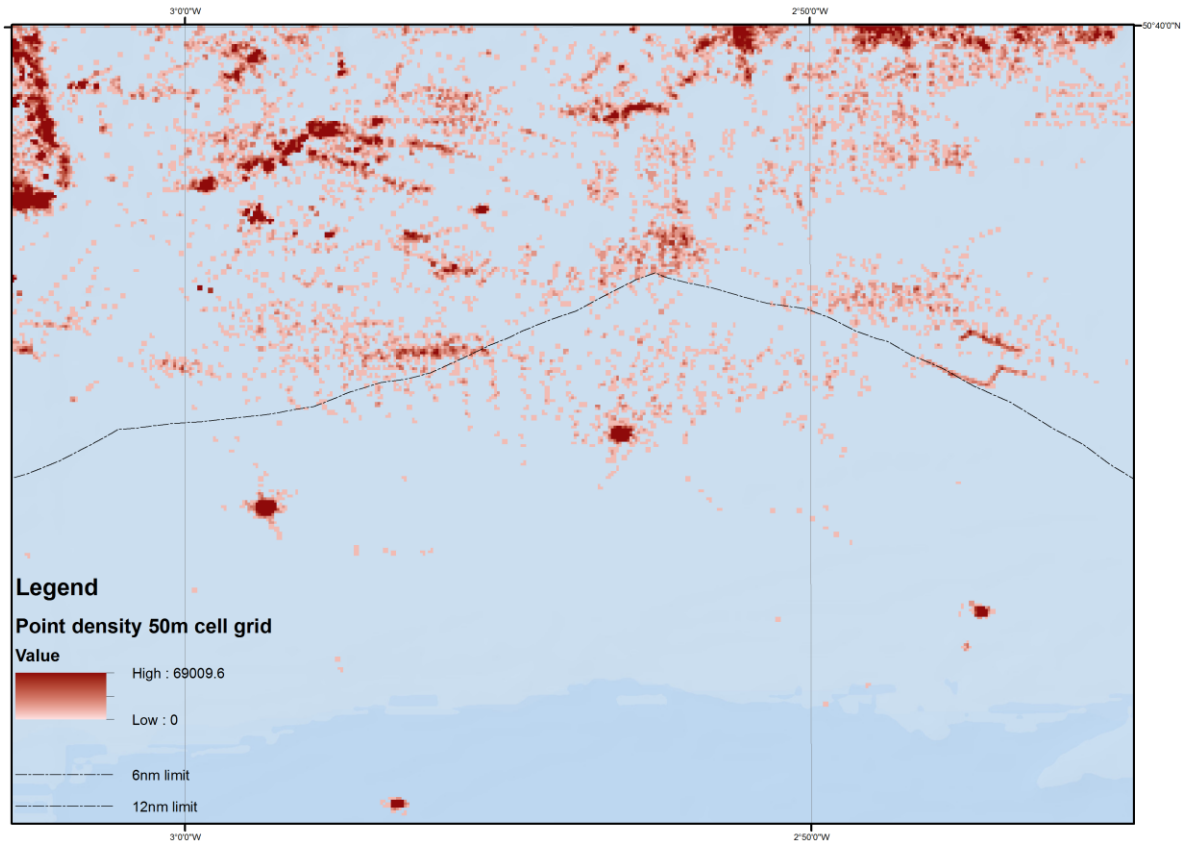 3°0'0"W 2°50'0"W
50°40'0"N
Legend
Point density 50m cell grid
Value
High : 69009.6
Low : 0
6nm limit
12nm limit
3°0'0"W 2°50'0"W